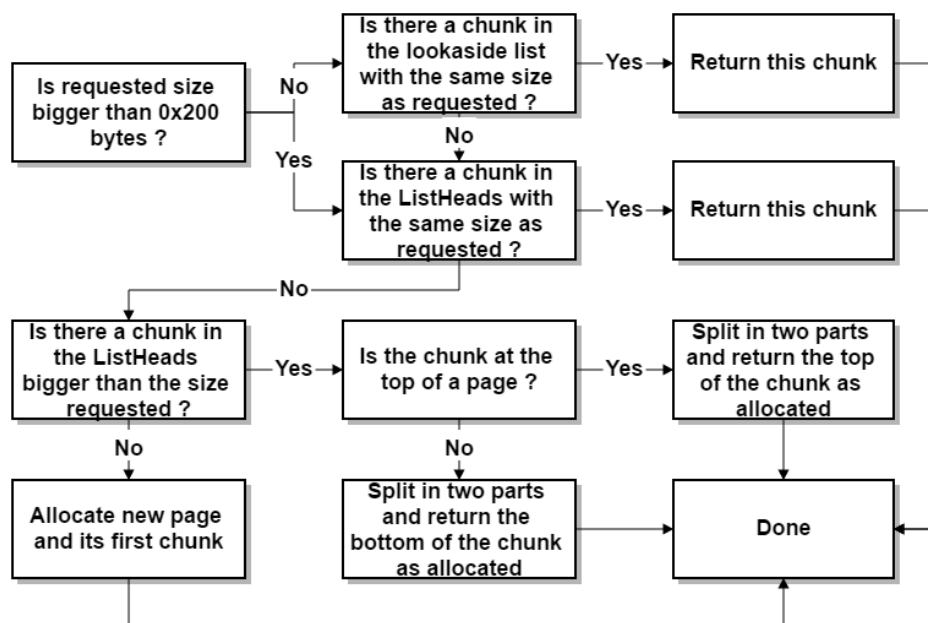 Is requested size
bigger than 0x200
bytes ?
No
Yes
Is there a chunk in
the lookaside list
with the same size
as requested ?
Yes
Return this chunk
No
Is there a chunk in
the ListHeads with
the same size as
requested ?
Yes
Return this chunk
No
Is there a chunk in
the ListHeads
bigger than the size
requested ?
Yes
Is the chunk at the
top of a page ?
Yes
Split in two parts
and return the top
of the chunk as
allocated
No
No
Allocate new page
and its first chunk
Split in two parts
and return the
bottom of the chunk
as allocated
Done